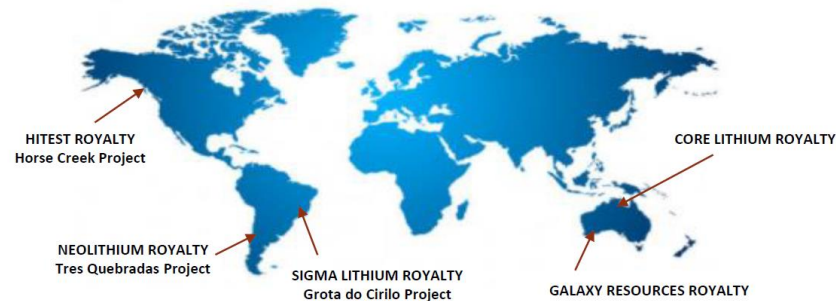 HITEST ROYALTY
Horse Creek Project
CORE LITHIUM ROYALTY
NEOLITHIUM ROYALTY
Tres Quebradas Project
SIGMA LITHIUM ROYALTY
Grota do Cirilo Project
GALAXY RESOURCES ROYALTY